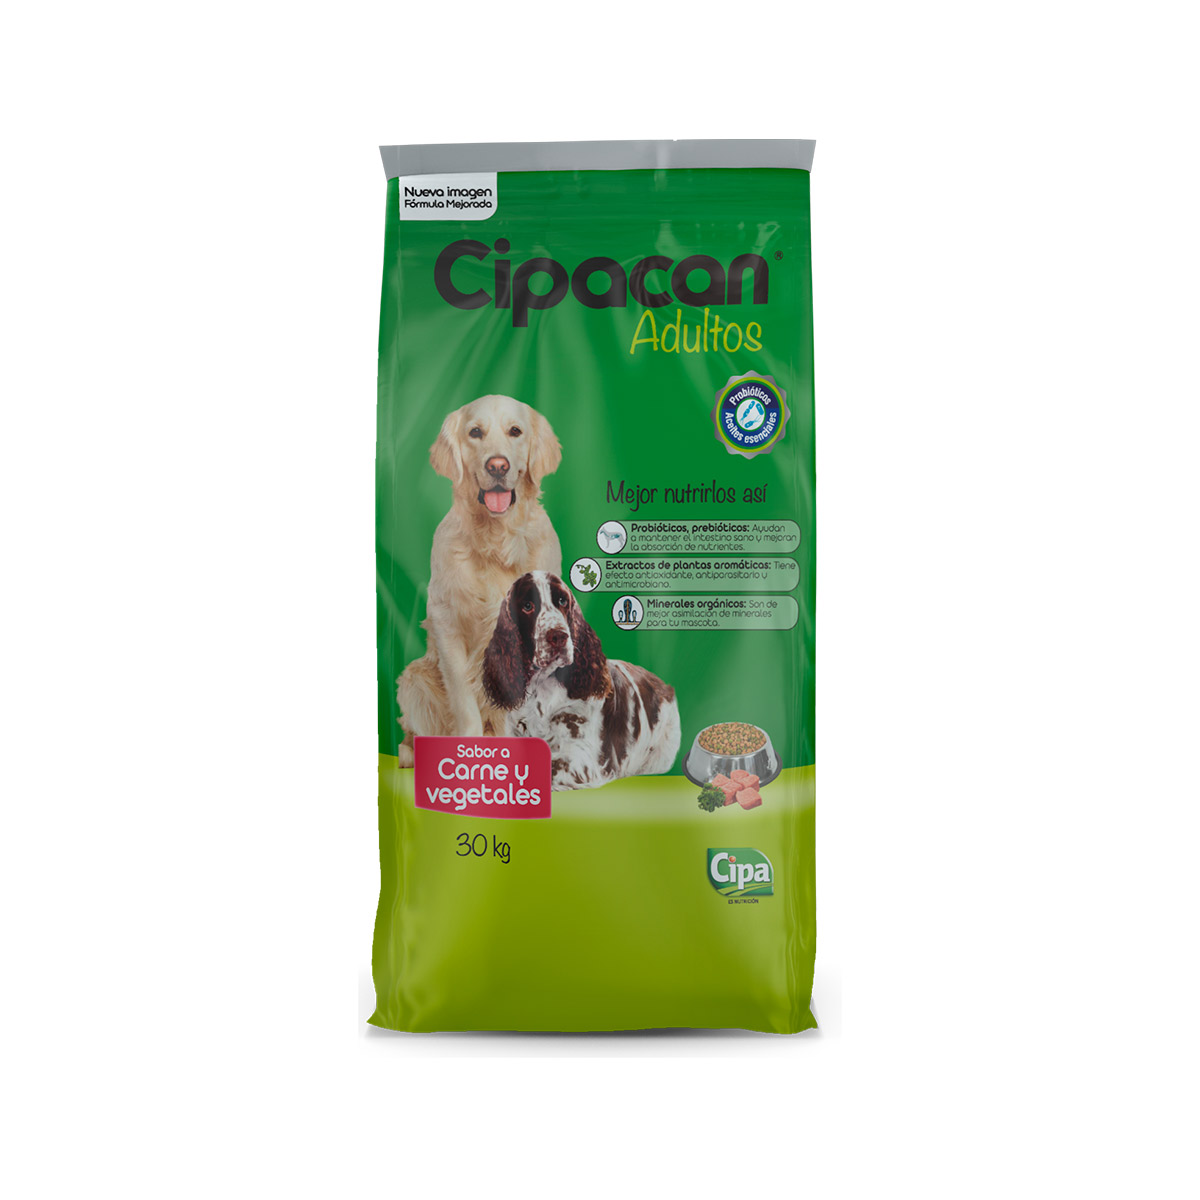 Nueva imagen
Fórmula Mejorada
Cipacan®
Adultos
Probióticos
Aceites esenciales
Mejor nutrirlos así
Probióticos, prebióticos: Ayudan
a mantener el intestino sano y mejoran
la absorción de nutrientes.
Extractos de plantas aromáticas: Tiene
efecto antioxidante, antiparasitario y
antimicrobiano.
Minerales orgánicos: Son de
mejor asimilación de minerales
para tu mascota.
Sabor a
Carne y
vegetales
30 kg
Cipa
ES NUTRICIÓN